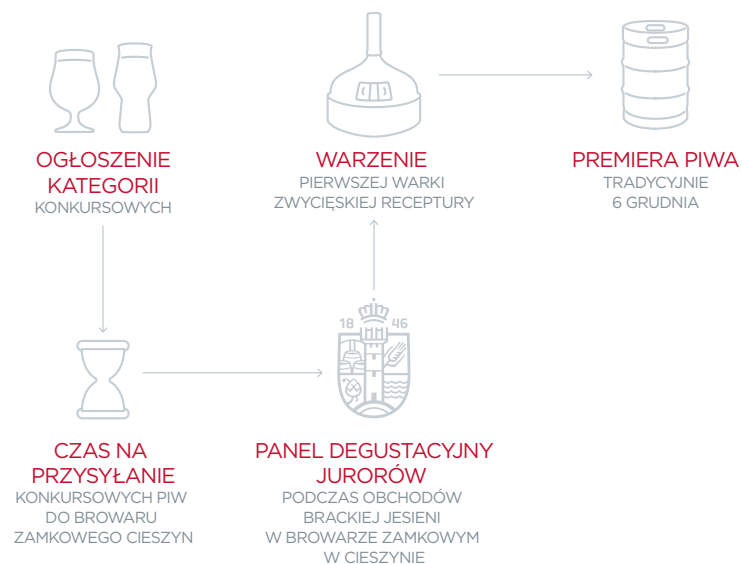 OGŁOSZENIE
KATEGORII
KONKURSOWYCH
CZAS NA
PRZYSYŁANIE
KONKURSOWYCH PIW
DO BROWARU
ZAMKOWEGO CIESZYN
18 46
PANEL DEGUSTACYJNY
JURORÓW
PODCZAS OBCHODÓW
BRACKIEJ JESIENI
W BROWARZE ZAMKOWYM
W CIESZYNIE
WARZENIE
PIERWSZEJ WARKI
ZWYCIĘSKIEJ RECEPTURY
PREMIERA PIWA
TRADYCYJNIE
6 GRUDNIA